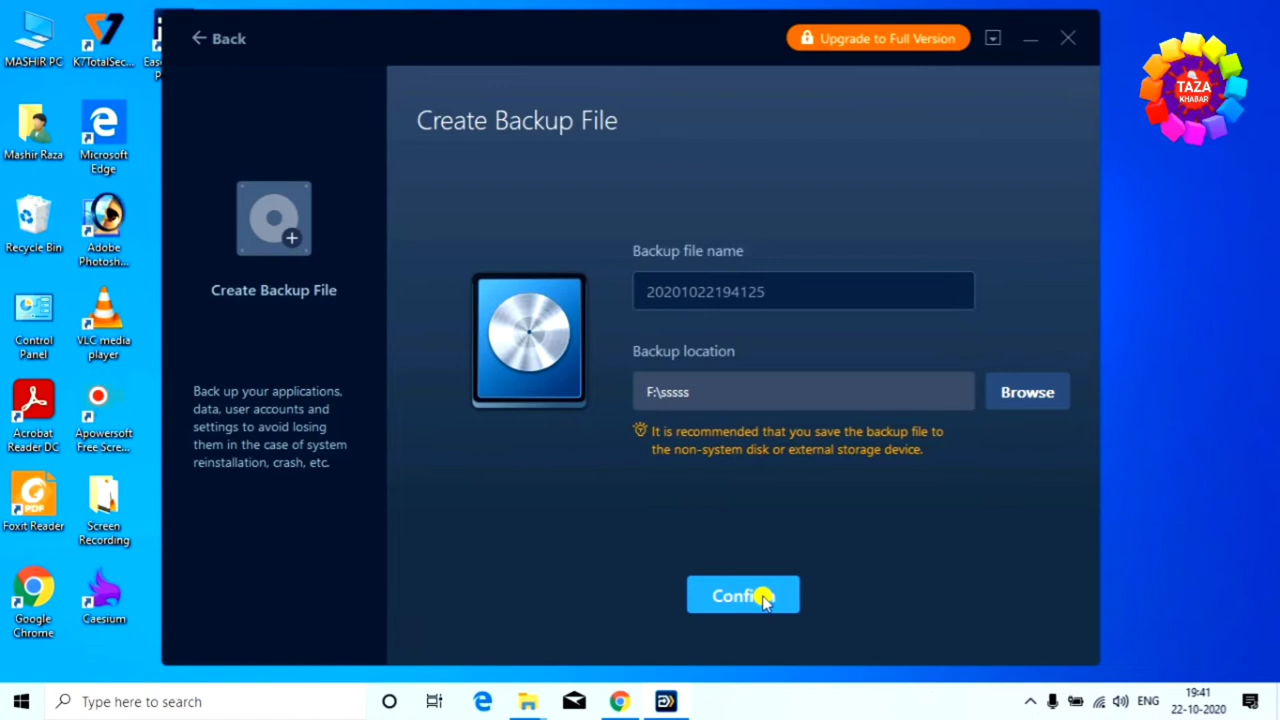 MASHIR PC
K7TotalSec...
Eas
P
Mashir Raza
Microsoft
Edge
Recycle Bin
Adobe
Photosh...
Control
Panel
VLC media
player
Acrobat
Reader DC
Apowersoft
Free Scre...
Foxit Reader
Screen
Recording
Google
Chrome
Caesium
Back
Upgrade to Full Version
Create Backup File
Back up your applications,
data, user accounts and
settings to avoid losing
them in the case of system
reinstallation, crash, etc.
Create Backup File
Backup file name
20201022194125
Backup location
F:\sssss
Browse
It is recommended that you save the backup file to
the non-system disk or external storage device.
TAZA
KHABAR
Type here to search
ENG
19:41
22-10-2020